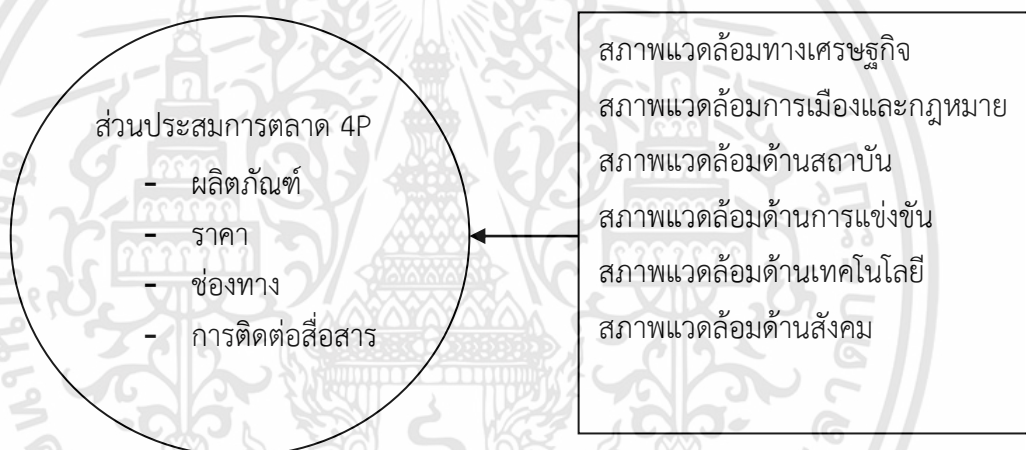 ส่วนประสมการตลาด 4P
- ผลิตภัณฑ์
- ราคา
- ช่องทาง
- การติดต่อสื่อสาร
สภาพแวดล้อมทางเศรษฐกิจ
สภาพแวดล้อมการเมืองและกฎหมาย
สภาพแวดล้อมด้านสถาบัน
สภาพแวดล้อมด้านการแข่งขัน
สภาพแวดล้อมด้านเทคโนโลยี
สภาพแวดล้อมด้านสังคม